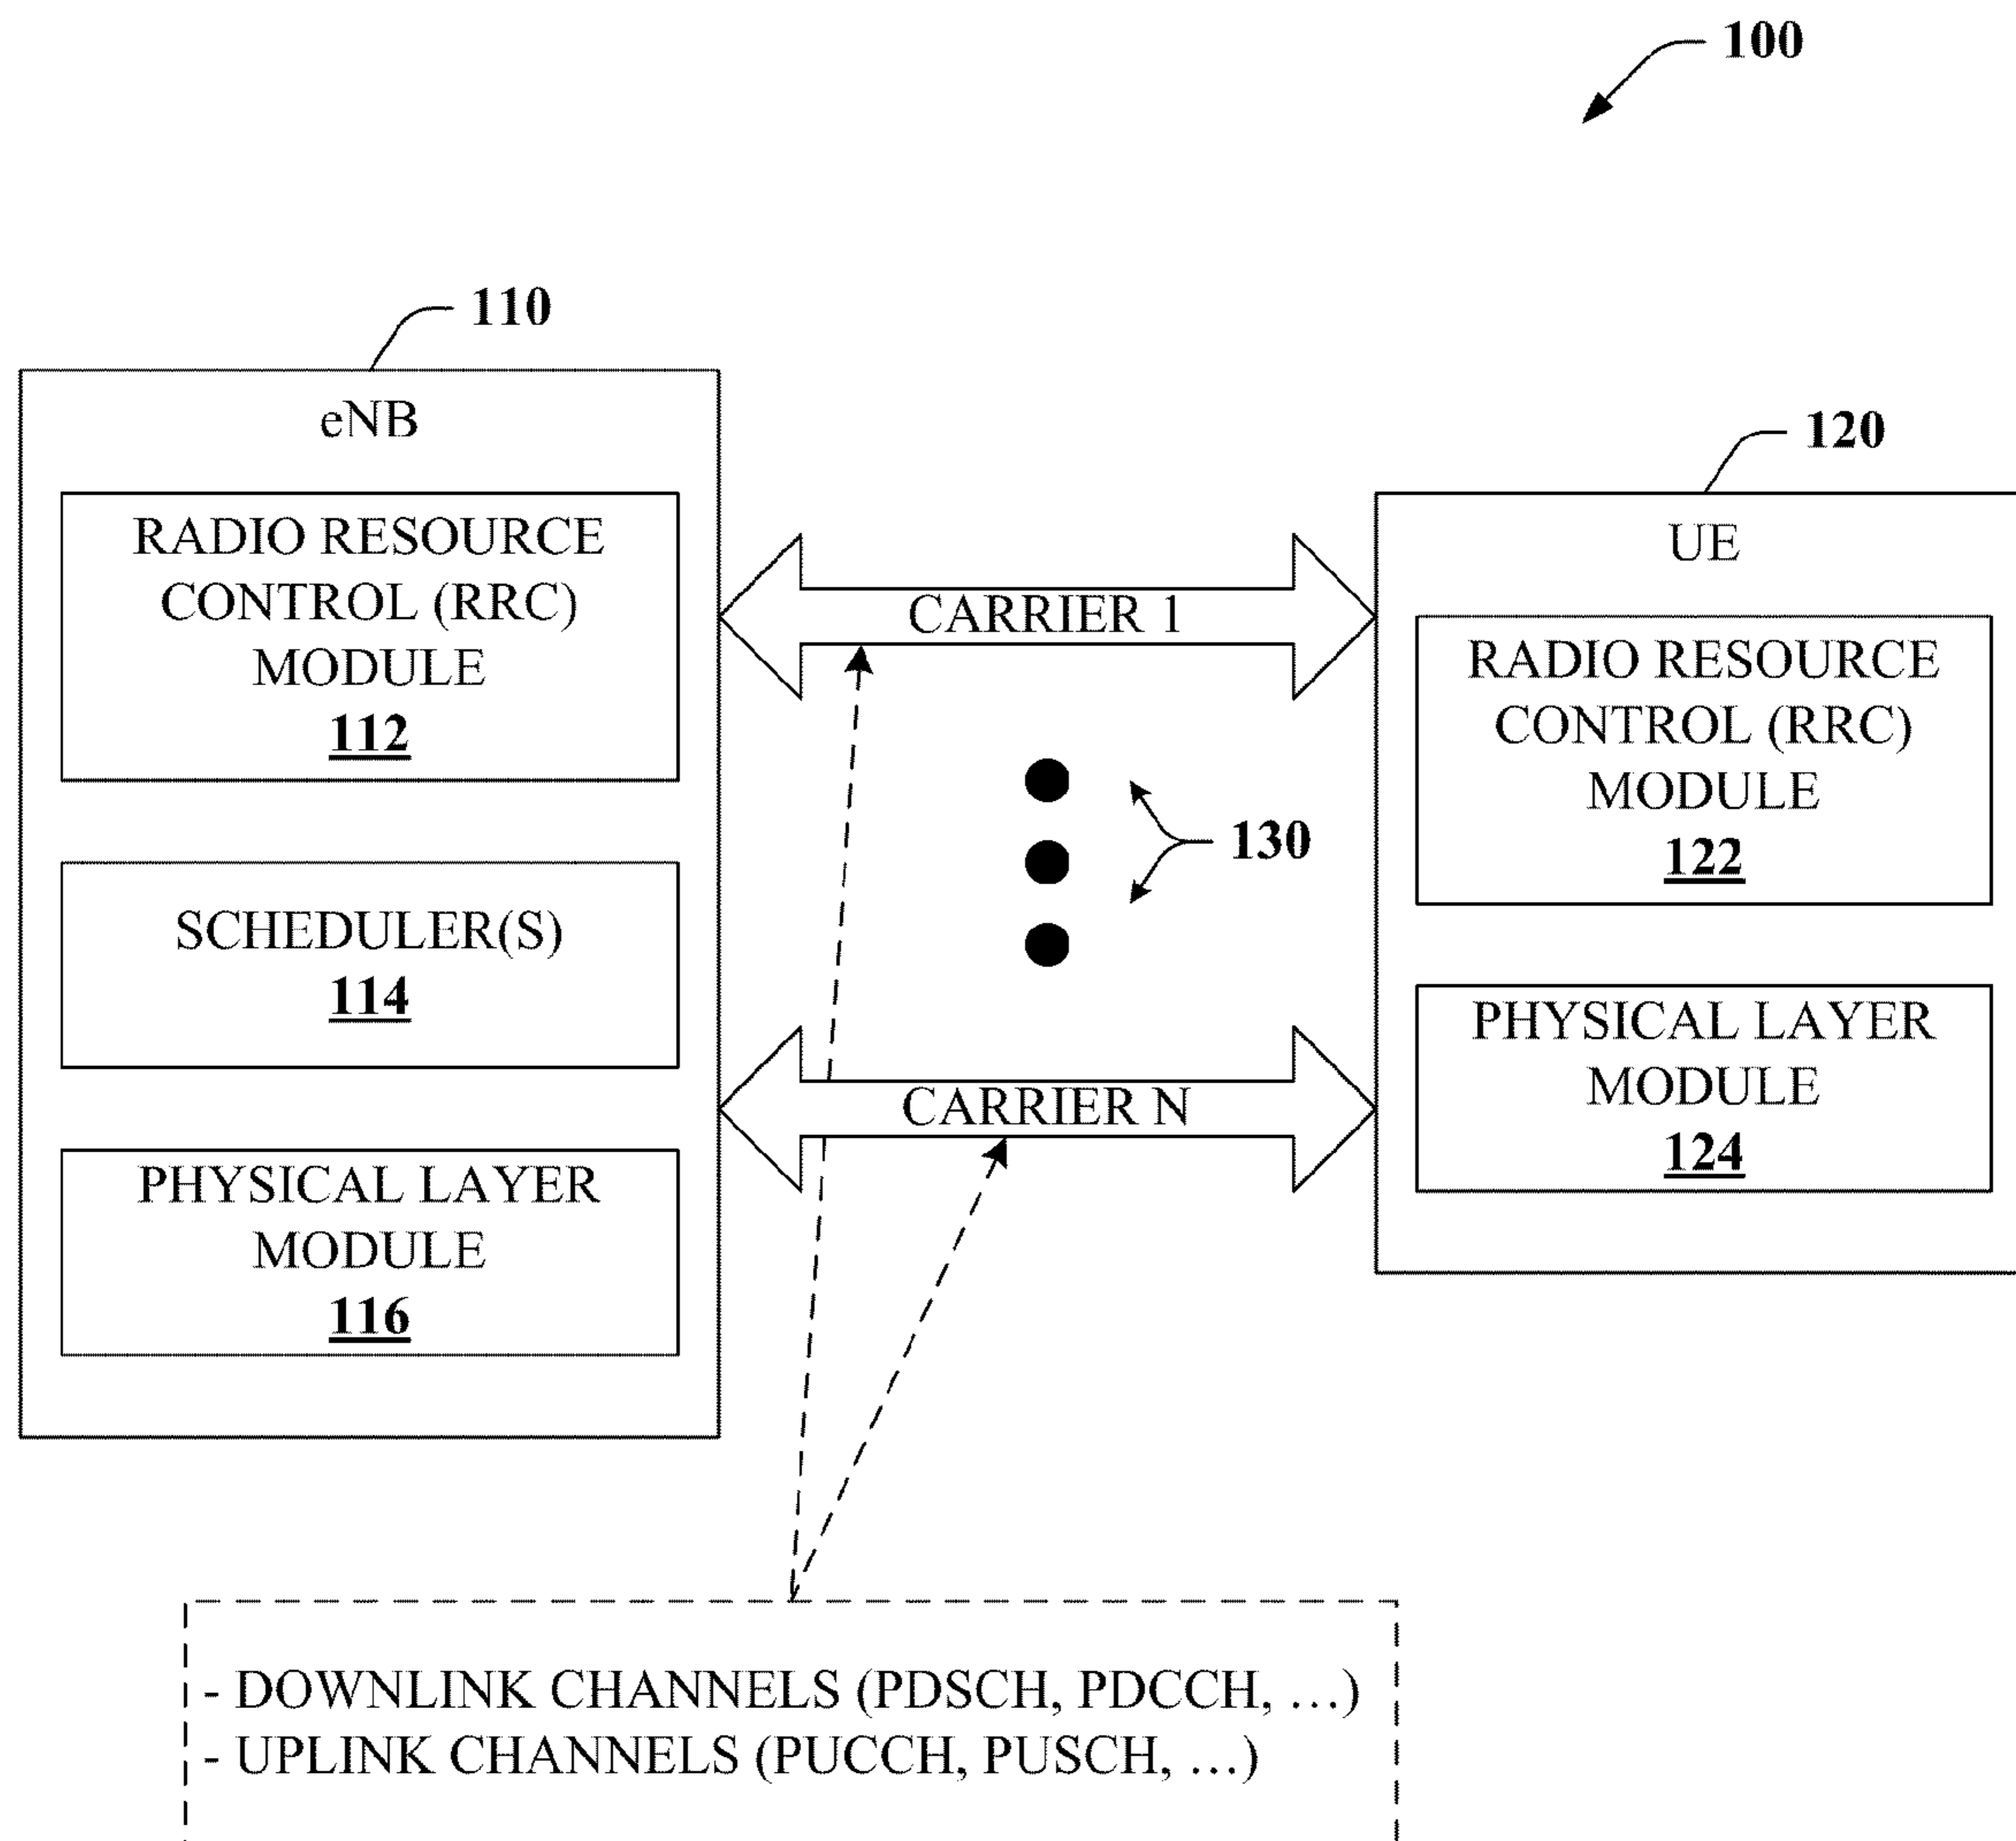 100
110
eNB
RADIO RESOURCE
CONTROL (RRC)
MODULE
112
SCHEDULER(S)
114
PHYSICAL LAYER
MODULE
116
CARRIER 1
130
CARRIER N
120
UE
RADIO RESOURCE
CONTROL (RRC)
MODULE
122
PHYSICAL LAYER
MODULE
124
- DOWNLINK CHANNELS (PDSCH, PDCCH, …)
- UPLINK CHANNELS (PUCCH, PUSCH, …)